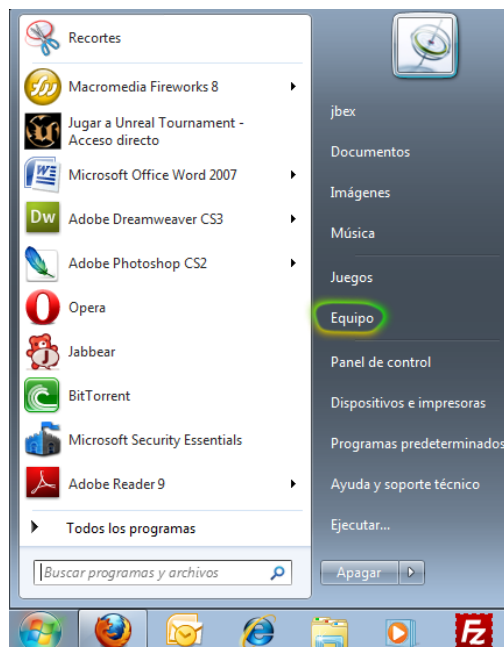 Recortes
Macromedia Fireworks 8
Jugar a Unreal Tournament -
Acceso directo
Microsoft Office Word 2007
Dw
Adobe Dreamweaver CS3
Adobe Photoshop CS2
Opera
Jabbear
BitTorrent
Microsoft Security Essentials
Adobe Reader 9
Todos los programas
Buscar programas y archivos
jbex
Documentos
Imágenes
Música
Juegos
Equipo
Panel de control
Dispositivos e impresoras
Programas predeterminados
Ayuda y soporte técnico
Ejecutar...
Apagar
Fz